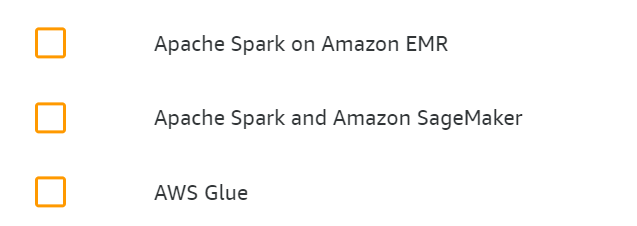 Apache Spark on Amazon EMR
Apache Spark and Amazon SageMaker
AWS Glue